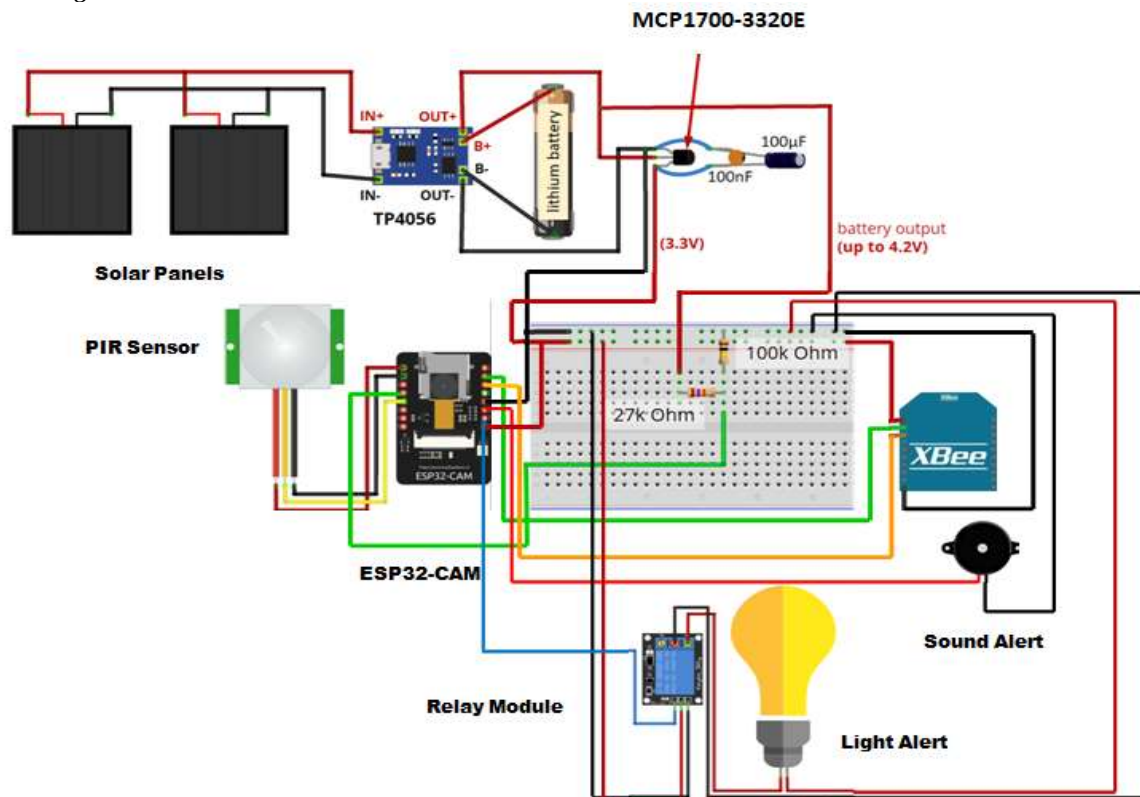 MCP1700-3320E
IN+
OUT+
B+
B-
IN-
OUT-
TP4056
lithium battery
100µF
100nF
(3.3V)
battery output
(up to 4.2V)
Solar Panels
PIR Sensor
100k Ohm
27k Ohm
XBee
XBee
ESP32-CAM
ESP32-CAM
Sound Alert
Relay Module
Light Alert